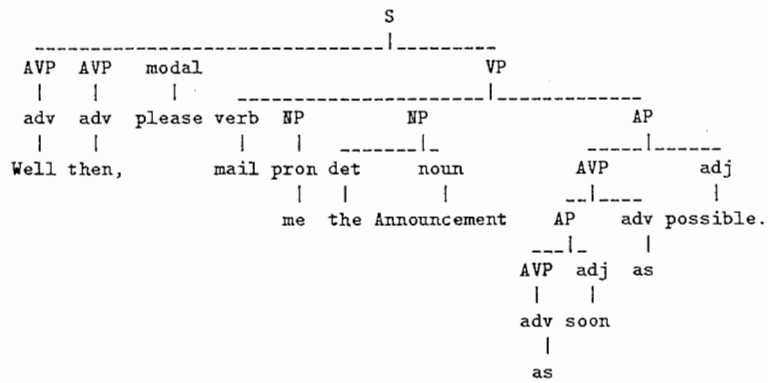 S
AVP AVP modal VP
adv adv please verb NP NP AP
Well then, mail pron det noun AVP adj
me the Announcement AP adv possible.
AVP adj as
adv soon
as